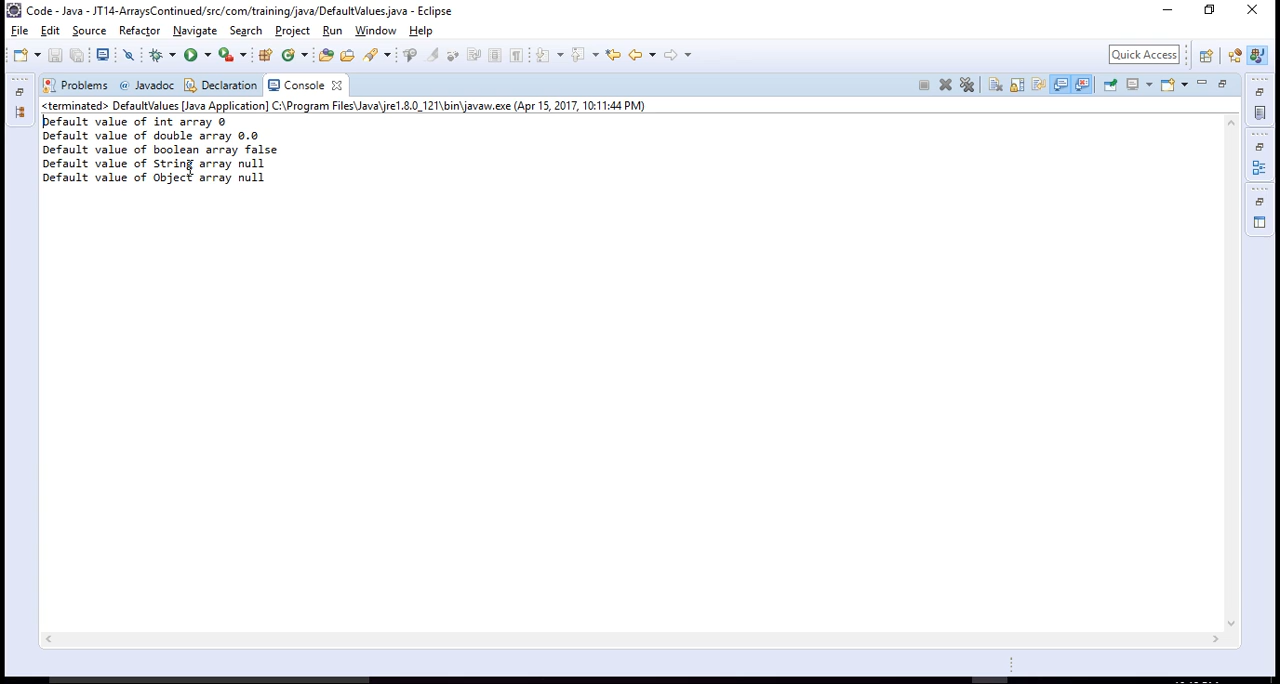 Code - Java - JT14-ArraysContinued/src/com/training/java/DefaultValues.java - Eclipse
File Edit Source Refactor Navigate Search Project Run Window Help
Quick Access
Problems @ Javadoc Declaration Console
<terminated> DefaultValues [Java Application] C:\Program Files\Java\jre1.8.0_121\bin\javaw.exe (Apr 15, 2017, 10:11:44 PM)
Default value of int array 0
Default value of double array 0.0
Default value of boolean array false
Default value of String array null
Default value of Object array null